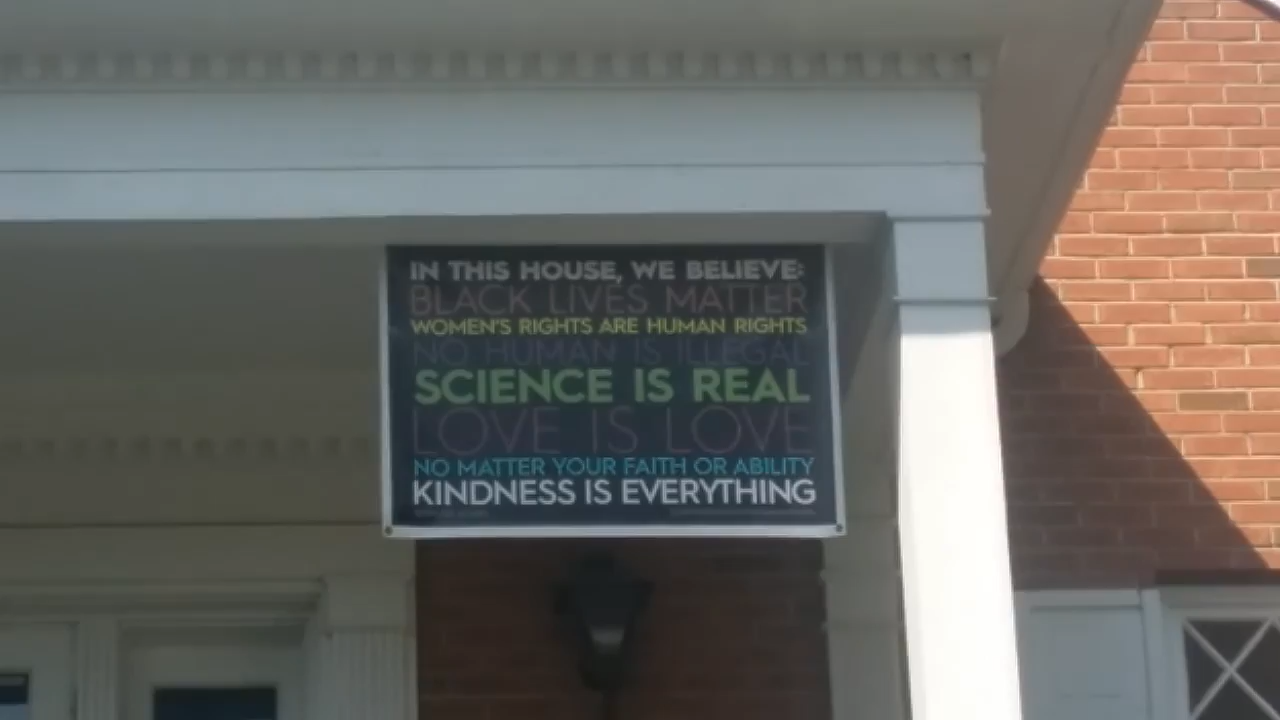 IN THIS HOUSE, WE BELIEVE:
BLACK LIVES MATTER
WOMEN'S RIGHTS ARE HUMAN RIGHTS
NO HUMAN IS ILLEGAL
SCIENCE IS REAL
LOVE IS LOVE
NO MATTER YOUR FAITH OR ABILITY
KINDNESS IS EVERYTHING